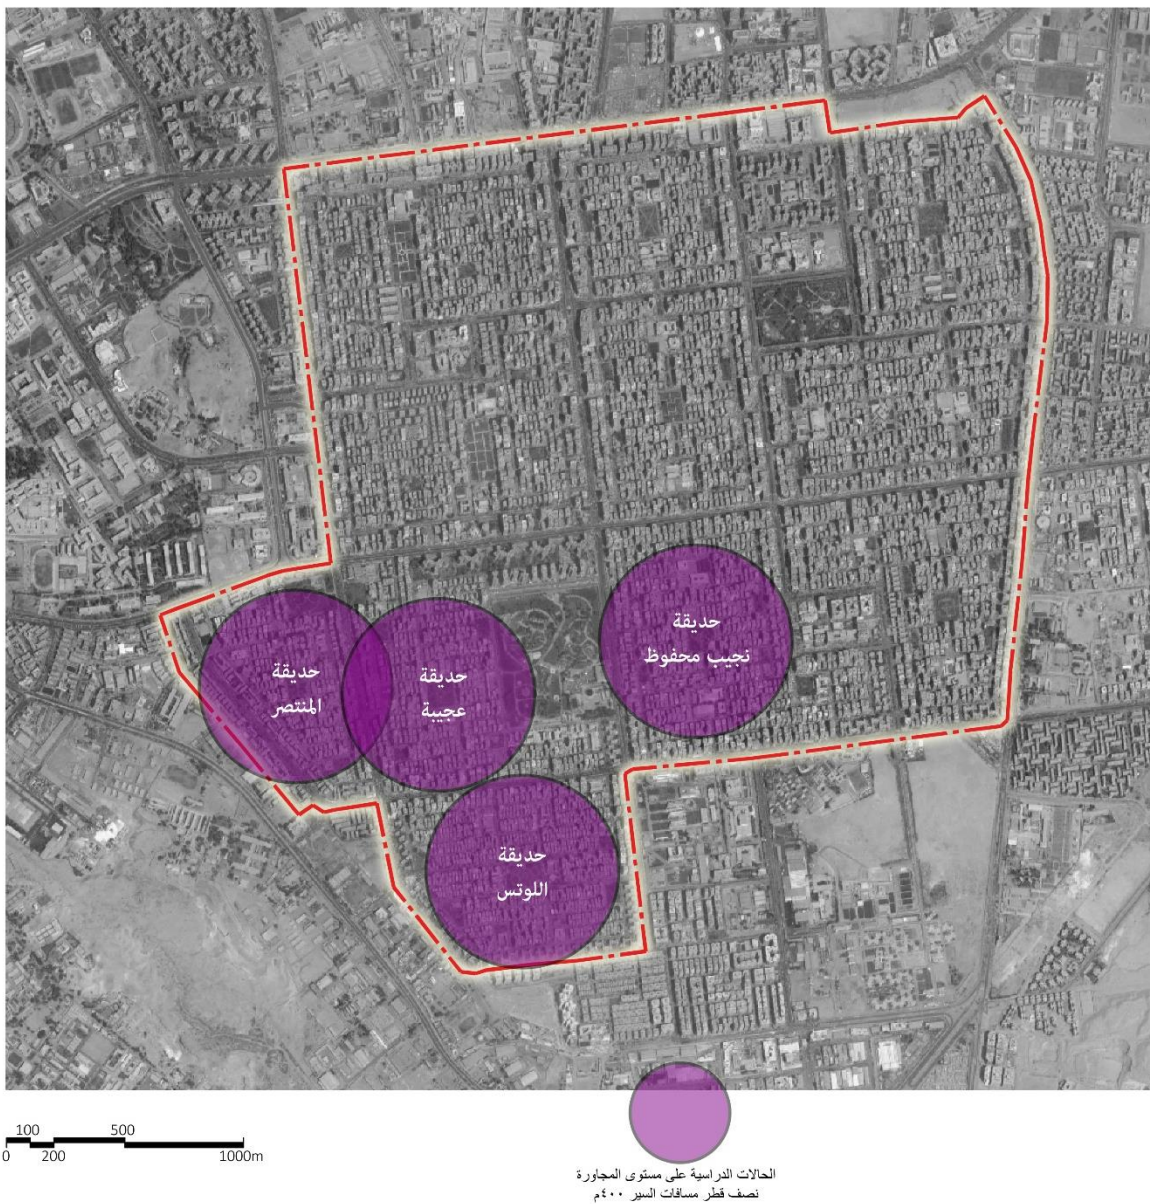 حديقة
نجيب محفوظ
حديقة
المنتصر
حديقة
عجيبة
حديقة
اللوتس
100 500
0 200 1000m
الحالات الدراسية على مستوى المجاورة
نصف قطر مسافات السير ٤٠٠م